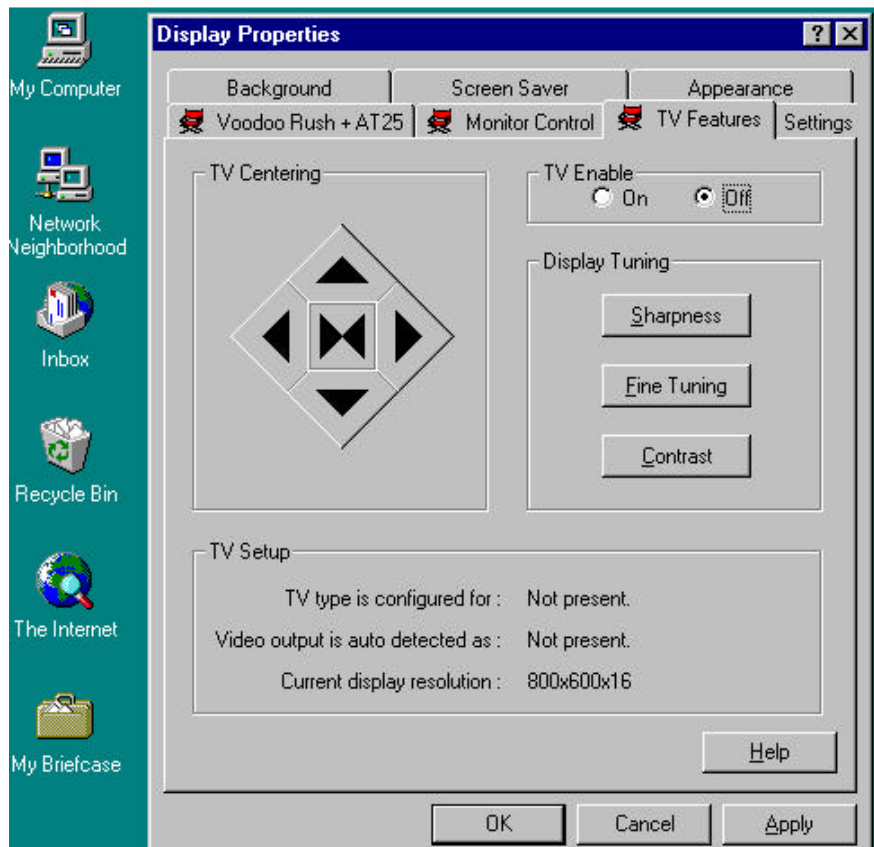 My Computer
Network
Neighborhood
Inbox
Recycle Bin
The Internet
My Briefcase
Display Properties
Background
Screen Saver
Appearance
Voodoo Rush + AT25
Monitor Control
TV Features
Settings
TV Centering
TV Enable
On
Off
Display Tuning
Sharpness
Fine Tuning
Contrast
TV Setup
TV type is configured for : Not present.
Video output is auto detected as : Not present.
Current display resolution : 800x600x16
Help
OK
Cancel
Apply